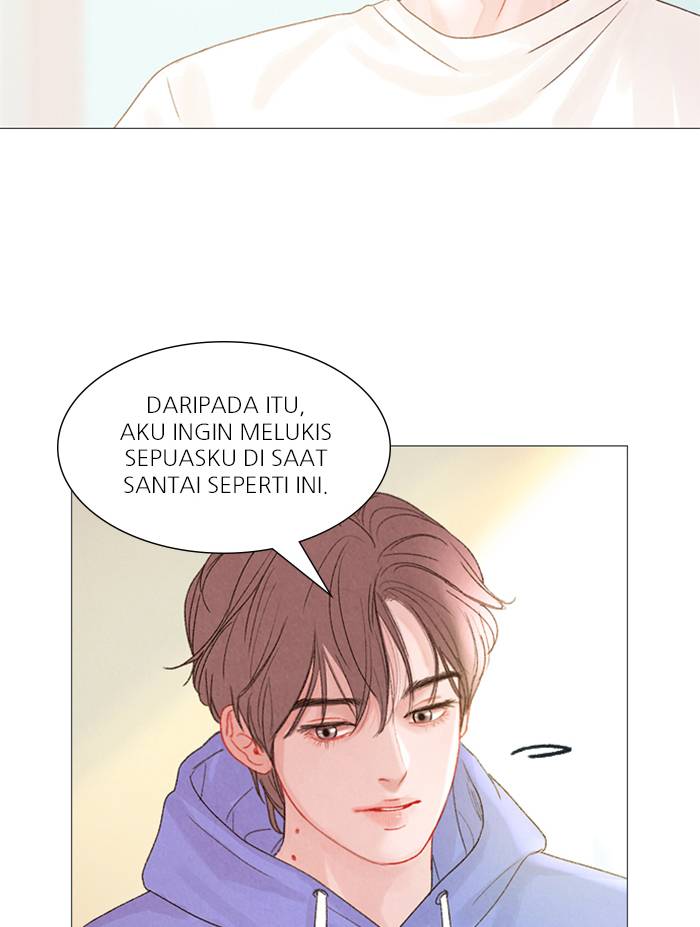 DARIPADA ITU,
AKU INGIN MELUKIS
SEPUASKU DI SAAT
SANTAI SEPERTI INI.